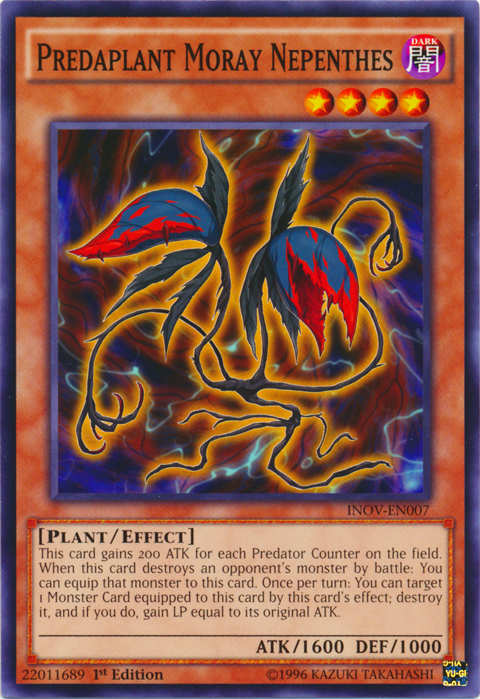 PREDAPLANT MORAY NEPENTHES
DARK
闇
INOV-EN007
[PLANT/EFFECT]
This card gains 200 ATK for each Predator Counter on the field.
When this card destroys an opponent's monster by battle: You
can equip that monster to this card. Once per turn: You can target
1 Monster Card equipped to this card by this card's effect; destroy
it, and if you do, gain LP equal to its original ATK.
ATK/1600 DEF/1000
22011689 1st Edition ©1996 KAZUKI TAKAHASHI
YU-GI